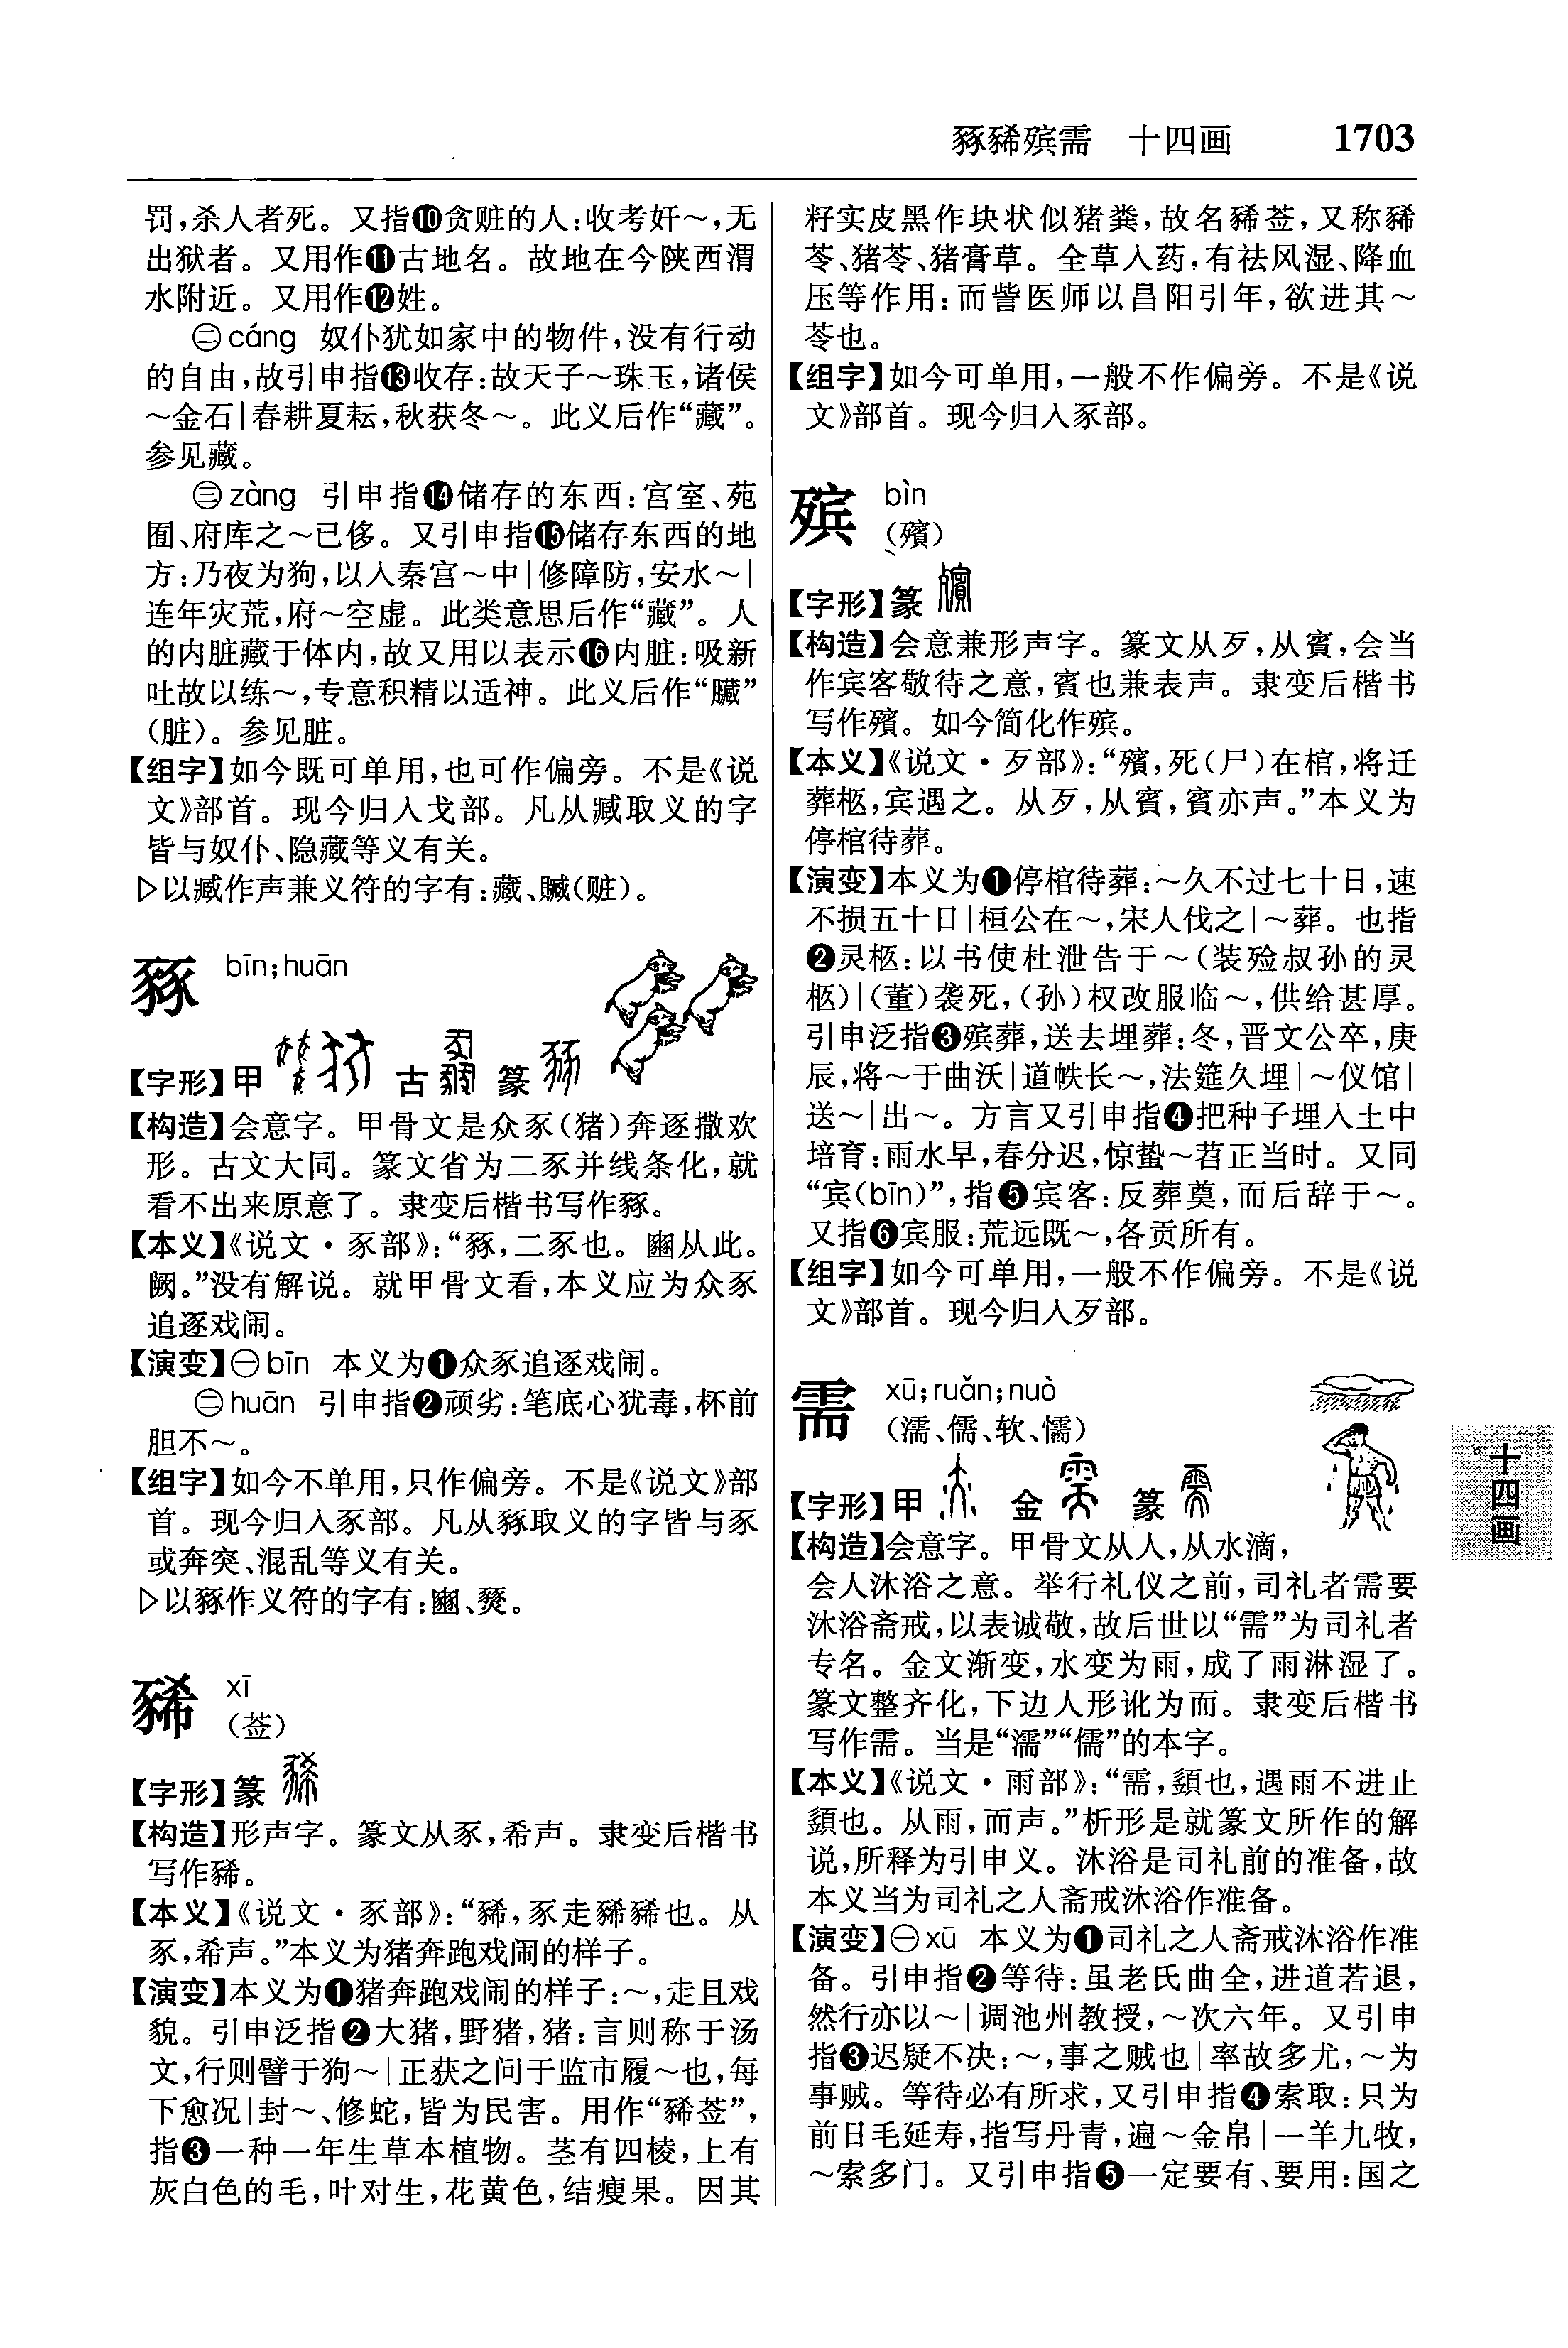 豩豨殡需 十四画 1703
罚,杀人者死。又指❿贪赃的人:收考奸～,无
出狱者。又用作⓫古地名。故地在今陕西渭
水附近。又用作⓬姓。
㊁cáng 奴仆犹如家中的物件,没有行动
的自由,故引申指⓭收存:故天子～珠玉,诸侯
～金石|春耕夏耘,秋获冬～。此义后作“藏”。
参见藏。
㊂zàng 引申指⓮储存的东西:宫室、苑
囿、府库之～已侈。又引申指⓯储存东西的地
方:乃夜为狗,以入秦宫～中|修障防,安水～|
连年灾荒,府～空虚。此类意思后作“藏”。人
的内脏藏于体内,故又用以表示⓰内脏:吸新
吐故以练～,专意积精以适神。此义后作“臟”
(脏)。参见脏。
【组字】如今既可单用,也可作偏旁。不是《说
文》部首。现今归入戈部。凡从臧取义的字
皆与奴仆、隐藏等义有关。
▷以臧作声兼义符的字有:藏、贓(赃)。
豩 bīn;huān
【字形】甲 古 篆
【构造】会意字。甲骨文是众豕(猪)奔逐撒欢
形。古文大同。篆文省为二豕并线条化,就
看不出来原意了。隶变后楷书写作豩。
【本义】《说文·豕部》:“豩,二豕也。豳从此。
阙。”没有解说。就甲骨文看,本义应为众豕
追逐戏闹。
【演变】㊀bīn 本义为❶众豕追逐戏闹。
㊁huān 引申指❷顽劣:笔底心犹毒,杯前
胆不～。
【组字】如今不单用,只作偏旁。不是《说文》部
首。现今归入豕部。凡从豩取义的字皆与豕
或奔突、混乱等义有关。
▷以豩作义符的字有:豳、燹。
豨 xī
(莶)
【字形】篆
【构造】形声字。篆文从豕,希声。隶变后楷书
写作豨。
【本义】《说文·豕部》:“豨,豕走豨豨也。从
豕,希声。”本义为猪奔跑戏闹的样子。
【演变】本义为❶猪奔跑戏闹的样子:～,走且戏
貌。引申泛指❷大猪,野猪,猪:言则称于汤
文,行则譬于狗～|正获之问于监市履～也,每
下愈况|封～、修蛇,皆为民害。用作“豨莶”,
指❸一种一年生草本植物。茎有四棱,上有
灰白色的毛,叶对生,花黄色,结瘦果。因其
籽实皮黑作块状似猪粪,故名豨莶,又称豨
苓、猪苓、猪膏草。全草入药,有祛风湿、降血
压等作用:而訾医师以昌阳引年,欲进其～
苓也。
【组字】如今可单用,一般不作偏旁。不是《说
文》部首。现今归入豕部。
殡 bìn
(殯)
【字形】篆
【构造】会意兼形声字。篆文从歹,从賓,会当
作宾客敬待之意,賓也兼表声。隶变后楷书
写作殯。如今简化作殡。
【本义】《说文·歹部》:“殯,死(尸)在棺,将迁
葬柩,宾遇之。从歹,从賓,賓亦声。”本义为
停棺待葬。
【演变】本义为❶停棺待葬:～久不过七十日,速
不损五十日|桓公在～,宋人伐之|～葬。也指
❷灵柩:以书使杜泄告于～(装殓叔孙的灵
柩)|(董)袭死,(孙)权改服临～,供给甚厚。
引申泛指❸殡葬,送去埋葬:冬,晋文公卒,庚
辰,将～于曲沃|道帙长～,法筵久埋|～仪馆|
送～|出～。方言又引申指❹把种子埋入土中
培育:雨水早,春分迟,惊蛰～苕正当时。又同
“宾(bīn)”,指❺宾客:反葬奠,而后辞于～。
又指❻宾服:荒远既～,各贡所有。
【组字】如今可单用,一般不作偏旁。不是《说
文》部首。现今归入歹部。
需 xū;ruǎn;nuò
(濡、儒、软、懦)
【字形】甲 金 篆
【构造】会意字。甲骨文从人,从水滴,
会人沐浴之意。举行礼仪之前,司礼者需要
沐浴斋戒,以表诚敬,故后世以“需”为司礼者
专名。金文渐变,水变为雨,成了雨淋湿了。
篆文整齐化,下边人形讹为而。隶变后楷书
写作需。当是“濡”“儒”的本字。
【本义】《说文·雨部》:“需,䇓也,遇雨不进止
䇓也。从雨,而声。”析形是就篆文所作的解
说,所释为引申义。沐浴是司礼前的准备,故
本义当为司礼之人斋戒沐浴作准备。
【演变】㊀xū 本义为❶司礼之人斋戒沐浴作准
备。引申指❷等待:虽老氏曲全,进道若退,
然行亦以～|调池州教授,～次六年。又引申
指❸迟疑不决:～,事之贼也|率故多尤,～为
事贼。等待必有所求,又引申指❹索取:只为
前日毛延寿,指写丹青,遍～金帛|一羊九牧,
～索多门。又引申指❺一定要有、要用:国之
十四画